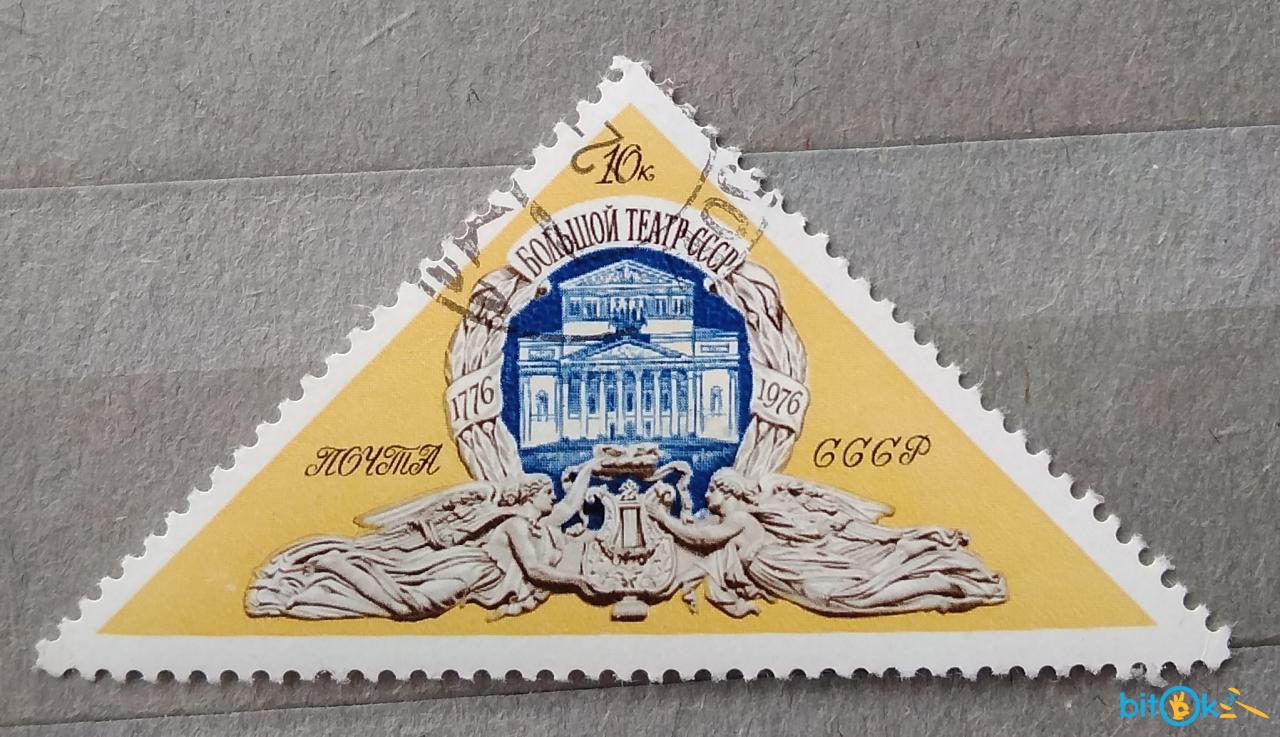 10к
БОЛЬШОЙ ТЕАТР СССР
1776 1976
ПОЧТА СССР
bitOk